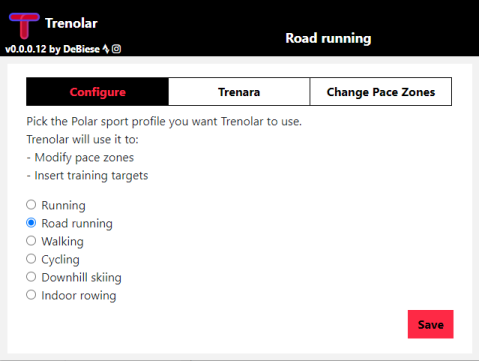 Trenolar
v0.0.0.12 by DeBiese
Road running
Configure
Trenara
Change Pace Zones
Pick the Polar sport profile you want Trenolar to use.
Trenolar will use it to:
- Modify pace zones
- Insert training targets
Running
Road running
Walking
Cycling
Downhill skiing
Indoor rowing
Save